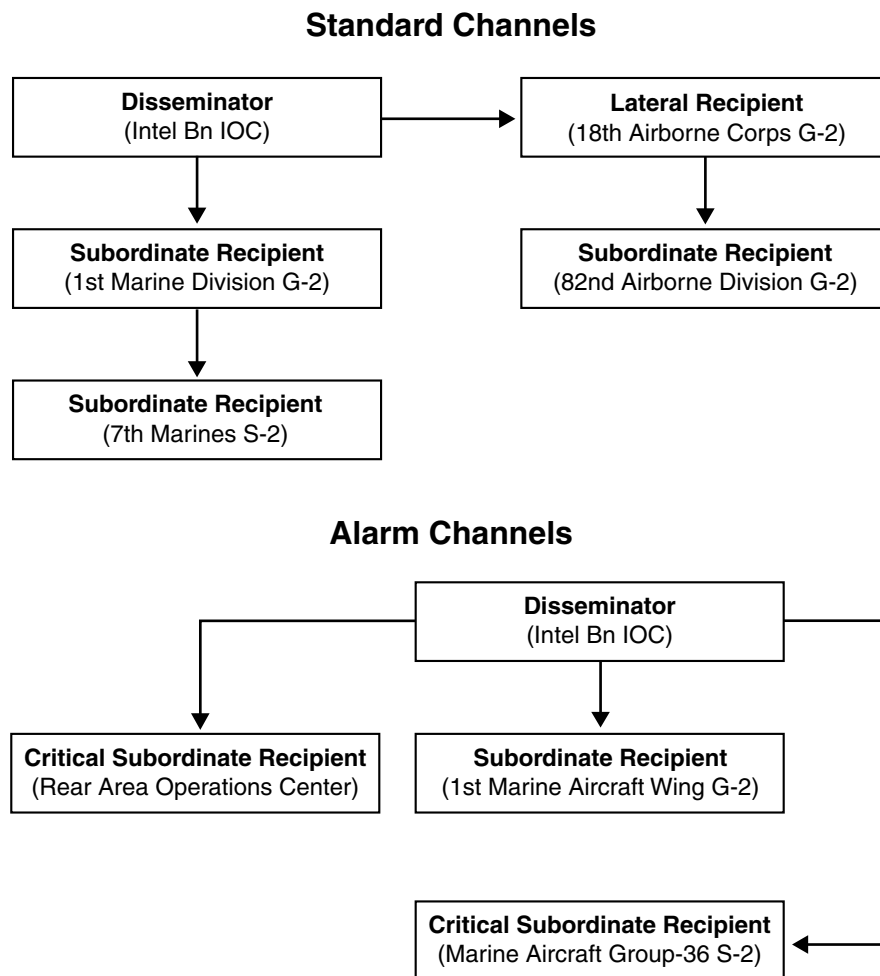 Standard Channels
Disseminator
(Intel Bn IOC)
Lateral Recipient
(18th Airborne Corps G-2)
Subordinate Recipient
(1st Marine Division G-2)
Subordinate Recipient
(82nd Airborne Division G-2)
Subordinate Recipient
(7th Marines S-2)
Alarm Channels
Disseminator
(Intel Bn IOC)
Critical Subordinate Recipient
(Rear Area Operations Center)
Subordinate Recipient
(1st Marine Aircraft Wing G-2)
Critical Subordinate Recipient
(Marine Aircraft Group-36 S-2)